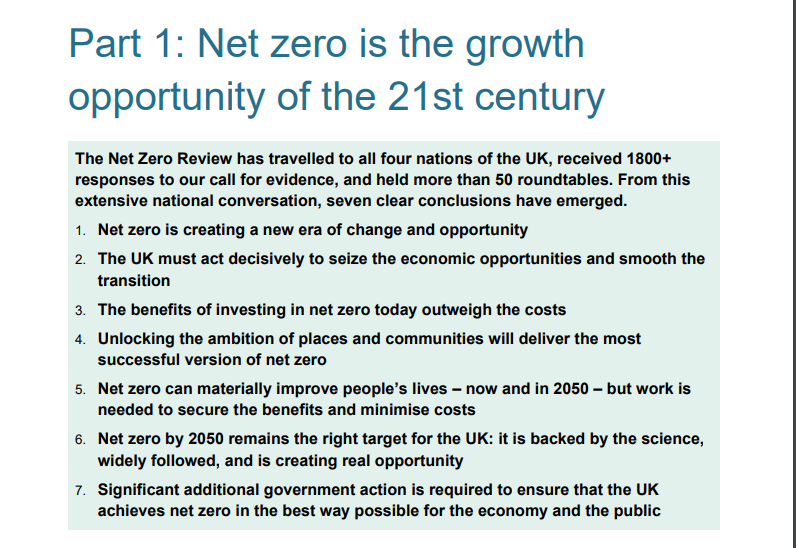 Part 1: Net zero is the growth
opportunity of the 21st century
The Net Zero Review has travelled to all four nations of the UK, received 1800+
responses to our call for evidence, and held more than 50 roundtables. From this
extensive national conversation, seven clear conclusions have emerged.
1. Net zero is creating a new era of change and opportunity
2. The UK must act decisively to seize the economic opportunities and smooth the
transition
3. The benefits of investing in net zero today outweigh the costs
4. Unlocking the ambition of places and communities will deliver the most
successful version of net zero
5. Net zero can materially improve people’s lives – now and in 2050 – but work is
needed to secure the benefits and minimise costs
6. Net zero by 2050 remains the right target for the UK: it is backed by the science,
widely followed, and is creating real opportunity
7. Significant additional government action is required to ensure that the UK
achieves net zero in the best way possible for the economy and the public